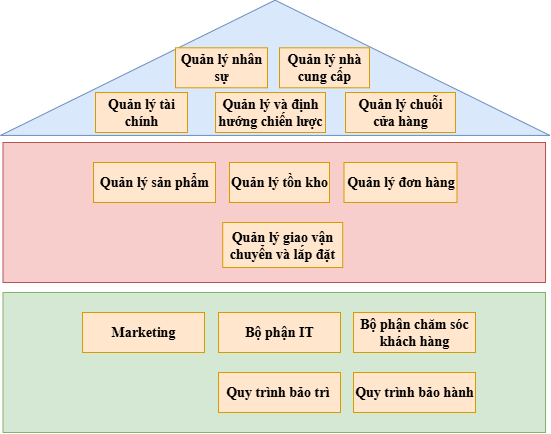 Quản lý nhân
sự
Quản lý nhà
cung cấp
Quản lý tài
chính
Quản lý và định
hướng chiến lược
Quản lý chuỗi
cửa hàng
Quản lý sản phẩm
Quản lý tồn kho
Quản lý đơn hàng
Quản lý giao vận
chuyển và lắp đặt
Marketing
Bộ phận IT
Bộ phận chăm sóc
khách hàng
Quy trình bảo trì
Quy trình bảo hành